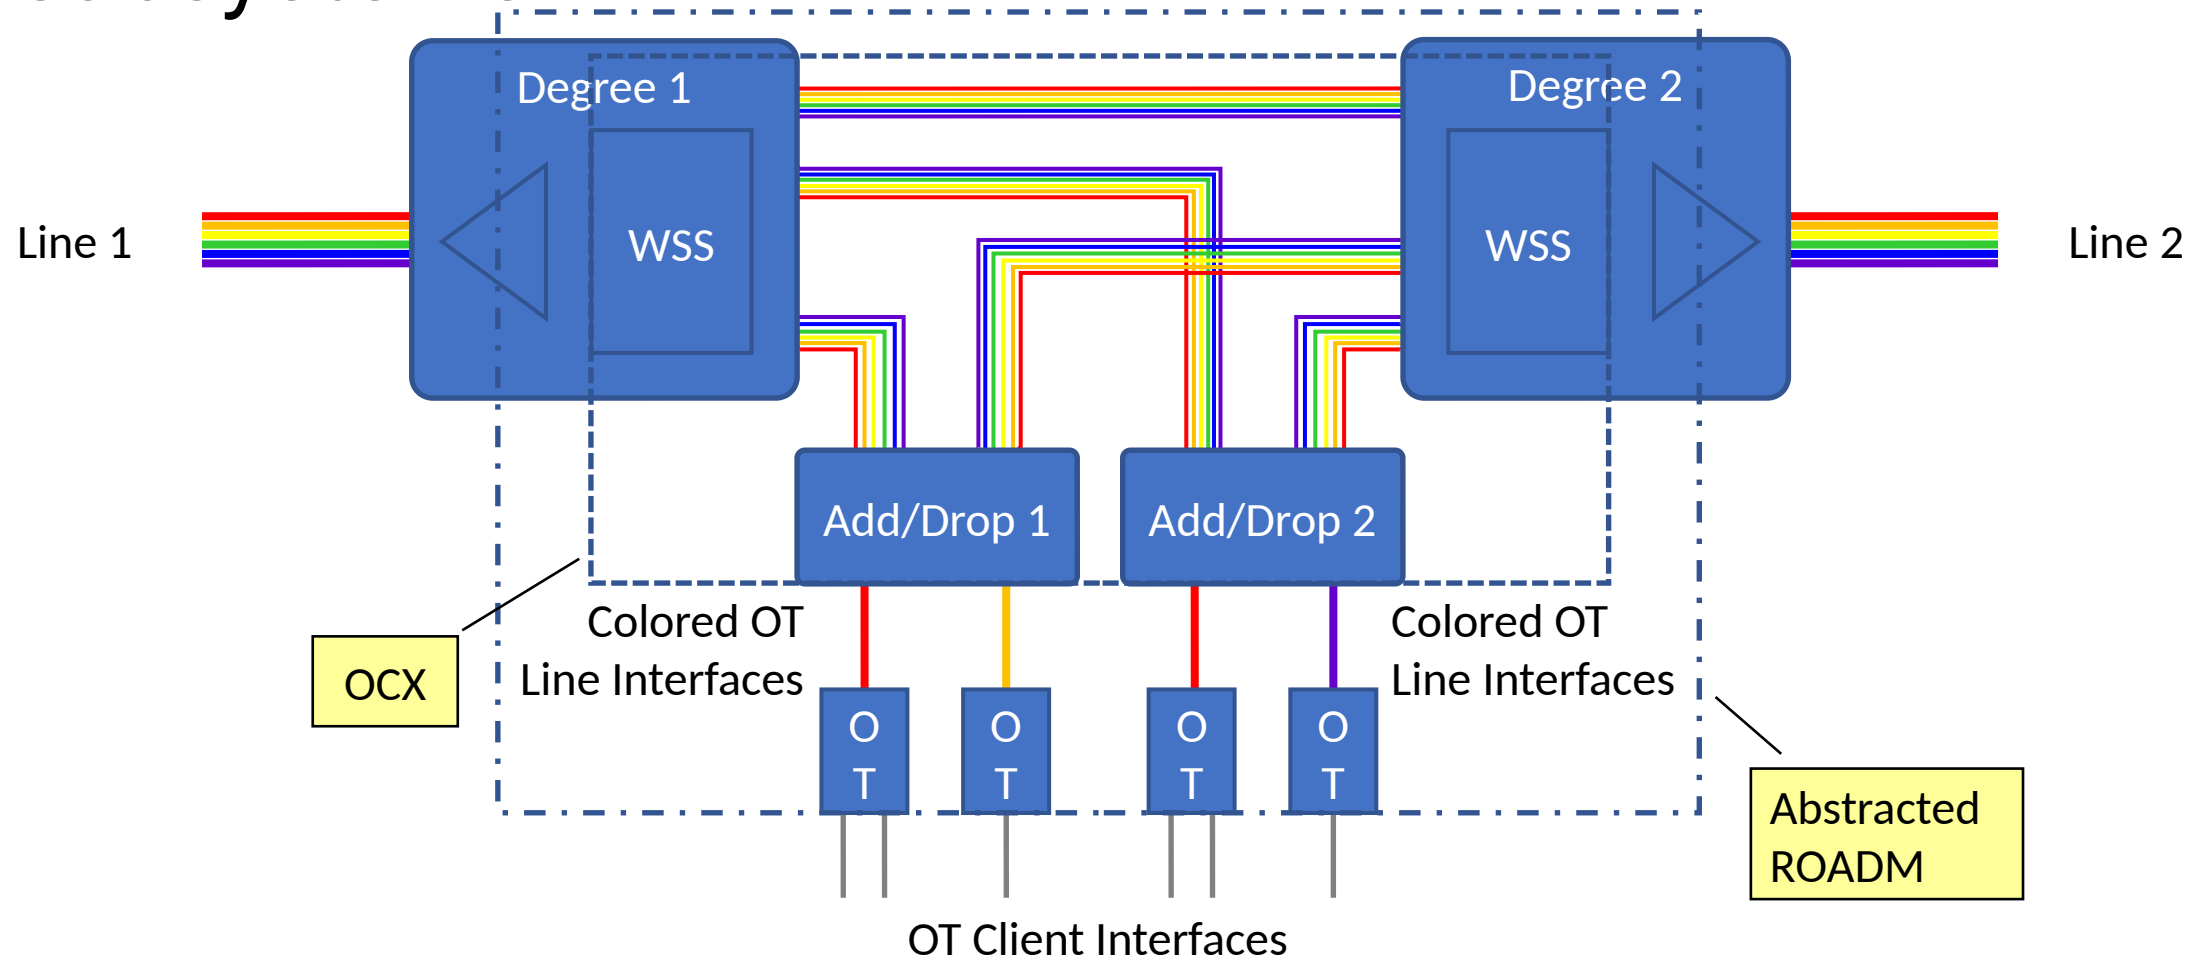 Degree 1
Degree 2
WSS
WSS
Line 1
Line 2
Add/Drop 1
Add/Drop 2
Colored OT
Line Interfaces
Colored OT
Line Interfaces
OCX
O
T
O
T
O
T
O
T
Abstracted
ROADM
OT Client Interfaces